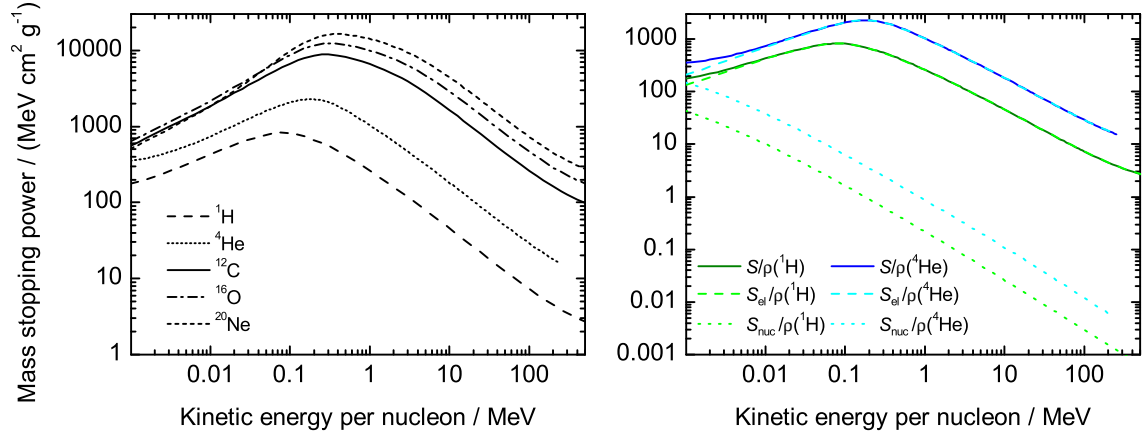 Mass stopping power / (MeV cm² g⁻¹)
10000
1000
100
10
1
¹H
⁴He
¹²C
¹⁶O
²⁰Ne
0.01 0.1 1 10 100
Kinetic energy per nucleon / MeV
1000
100
10
1
0.1
0.01
0.001
S/ρ(¹H) S/ρ(⁴He)
Sₑₗ/ρ(¹H) Sₑₗ/ρ(⁴He)
Sₙᵤ꜀/ρ(¹H) Sₙᵤ꜀/ρ(⁴He)
0.01 0.1 1 10 100
Kinetic energy per nucleon / MeV